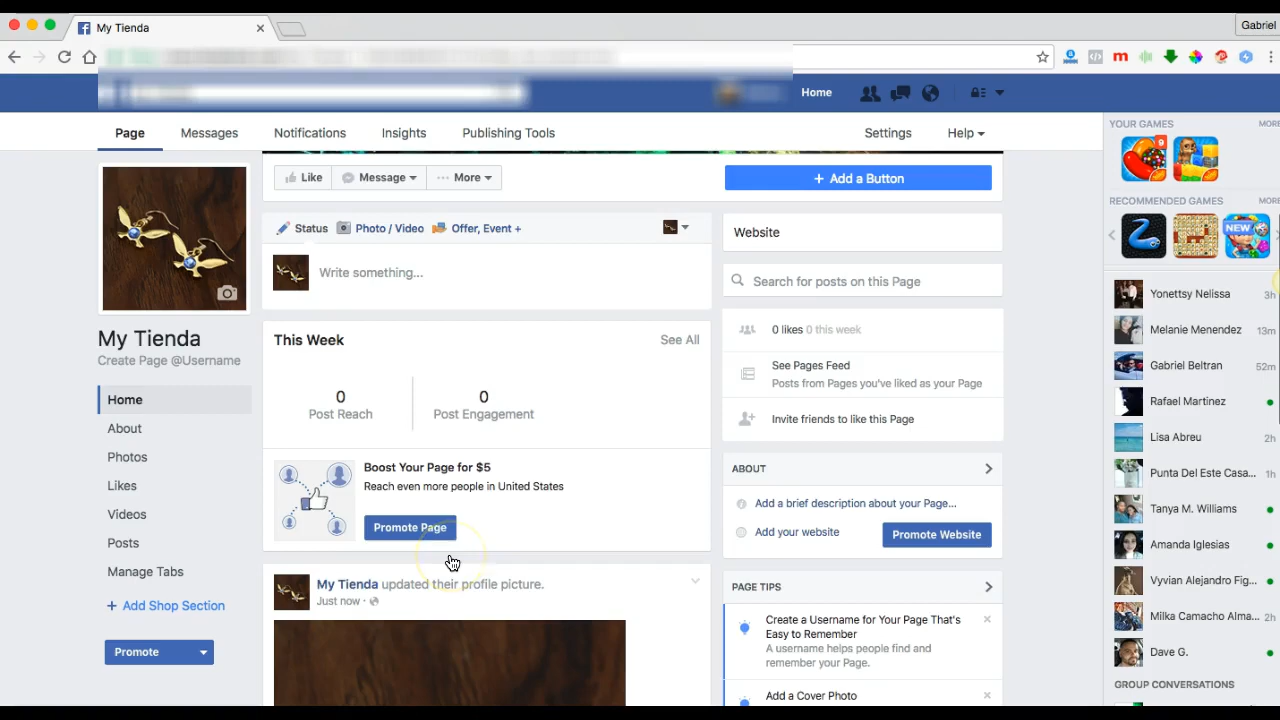 My Tienda
Gabriel
Home
Page
Messages
Notifications
Insights
Publishing Tools
Settings
Help
Like
Message
More
+ Add a Button
Status
Photo / Video
Offer, Event +
Write something...
This Week
See All
0
Post Reach
0
Post Engagement
Boost Your Page for $5
Reach even more people in United States
Promote Page
My Tienda updated their profile picture.
Just now ·
My Tienda
Create Page @Username
Home
About
Photos
Likes
Videos
Posts
Manage Tabs
+ Add Shop Section
Promote
Website
Search for posts on this Page
0 likes 0 this week
See Pages Feed
Posts from Pages you've liked as your Page
Invite friends to like this Page
ABOUT
Add a brief description about your Page...
Add your website
Promote Website
PAGE TIPS
Create a Username for Your Page That's
Easy to Remember
A username helps people find and
remember your Page.
Add a Cover Photo
YOUR GAMES
MORE
RECOMMENDED GAMES
MORE
NEW
Yonettsy Nelissa 3h
Melanie Menendez 13m
Gabriel Beltran 52m
Rafael Martinez
Lisa Abreu 2h
Punta Del Este Casa... 1h
Tanya M. Williams
Amanda Iglesias
Vyvian Alejandro Fig...
Milka Camacho Alma... 2h
Dave G.
GROUP CONVERSATIONS